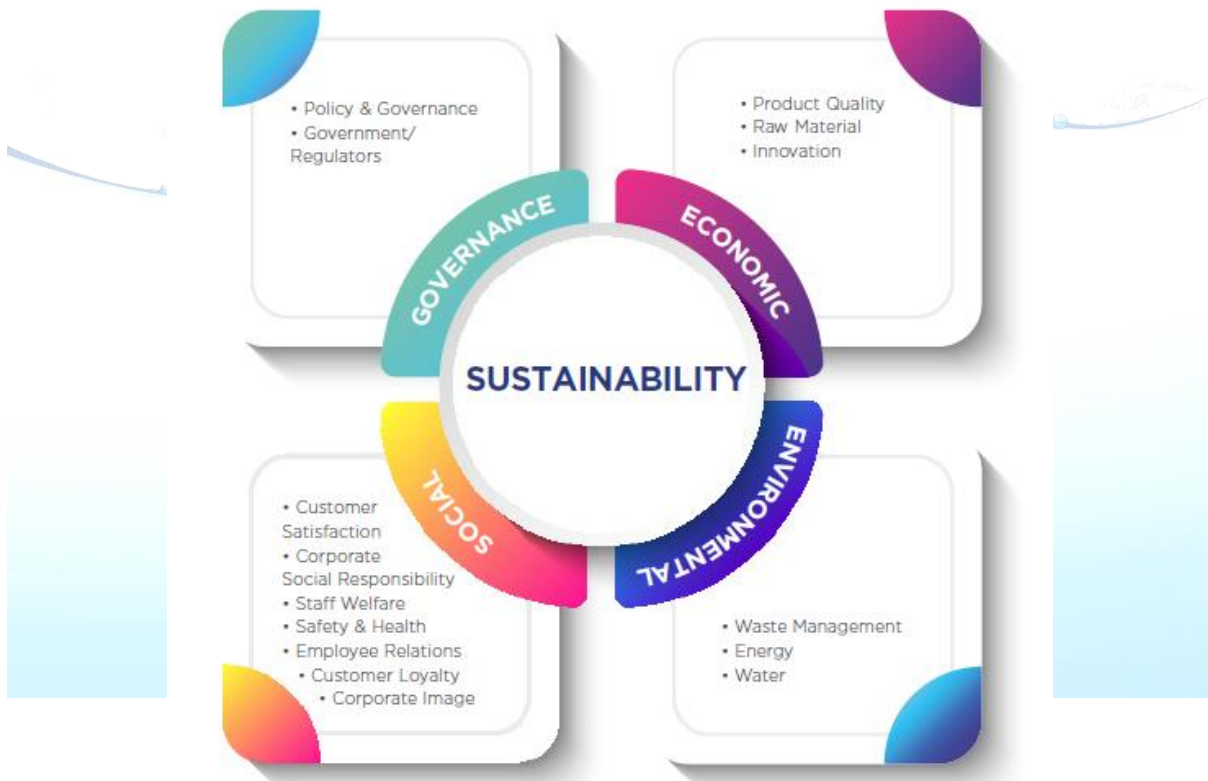 • Policy & Governance
• Government/
Regulators
• Product Quality
• Raw Material
• Innovation
GOVERNANCE
ECONOMIC
SUSTAINABILITY
SOCIAL
ENVIRONMENTAL
• Customer
Satisfaction
• Corporate
Social Responsibility
• Staff Welfare
• Safety & Health
• Employee Relations
• Customer Loyalty
• Corporate Image
• Waste Management
• Energy
• Water